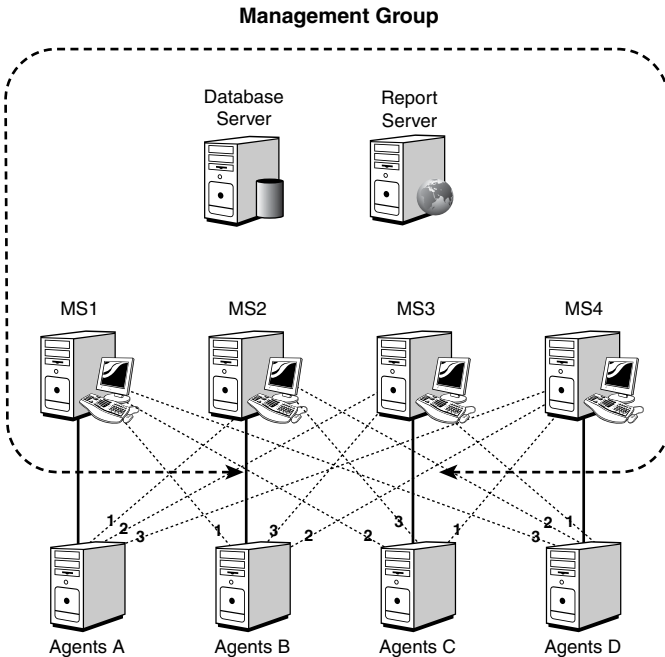 Management Group
Database
Server
Report
Server
MS1
MS2
MS3
MS4
1
2
3
1
3
2
2
3
1
3
2
1
Agents A
Agents B
Agents C
Agents D